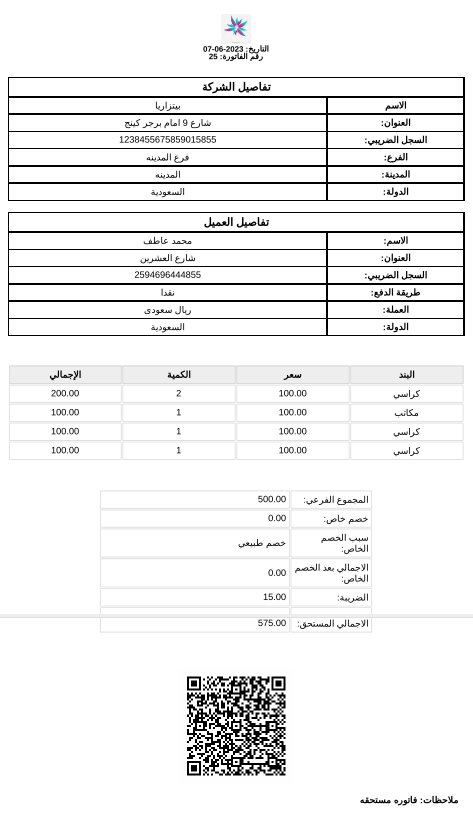 التاريخ: 2023-06-07
رقم الفاتورة: 25
تفاصيل الشركة
الاسم بيتزاريا
العنوان: شارع 9 امام برجر كينج
السجل الضريبي: 1238455675859015855
الفرع: فرع المدينه
المدينة: المدينه
الدولة: السعودية
تفاصيل العميل
الاسم: محمد عاطف
العنوان: شارع العشرين
السجل الضريبي: 2594696444855
طريقة الدفع: نقدا
العملة: ريال سعودى
الدولة: السعودية
البند سعر الكمية الإجمالي
كراسي 100.00 2 200.00
مكاتب 100.00 1 100.00
كراسي 100.00 1 100.00
كراسي 100.00 1 100.00
المجموع الفرعي: 500.00
خصم خاص: 0.00
سبب الخصم الخاص: خصم طبيعي
الاجمالي بعد الخصم الخاص: 0.00
الضريبة: 15.00
الاجمالي المستحق: 575.00
ملاحظات: فاتوره مستحقه